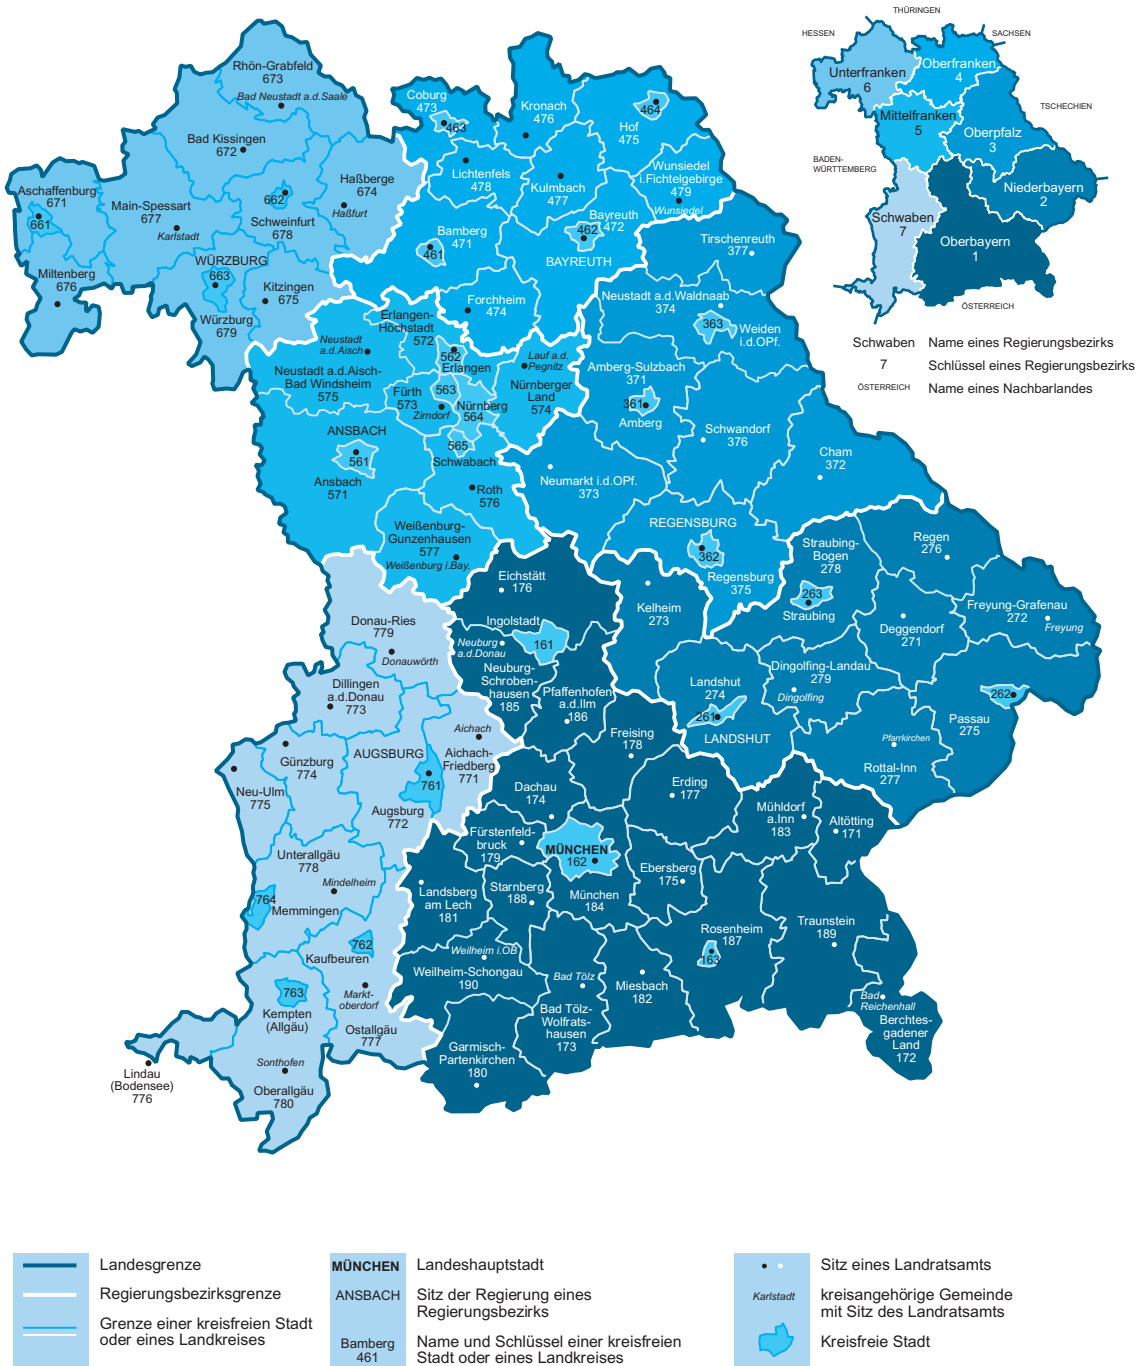 THÜRINGEN
HESSEN
SACHSEN
TSCHECHIEN
BADEN-
WÜRTTEMBERG
ÖSTERREICH
Unterfranken
6
Oberfranken
4
Mittelfranken
5
Oberpfalz
3
Niederbayern
2
Schwaben
7
Oberbayern
1
Schwaben Name eines Regierungsbezirks
7 Schlüssel eines Regierungsbezirks
ÖSTERREICH Name eines Nachbarlandes
Rhön-Grabfeld
673
Bad Neustadt a.d.Saale
Bad Kissingen
672
Aschaffenburg
671
661
Main-Spessart
677
Karlstadt
662
Schweinfurt
678
Haßberge
674
Haßfurt
Miltenberg
676
WÜRZBURG
663
Würzburg
679
Kitzingen
675
Coburg
473
463
Kronach
476
464
Hof
475
Lichtenfels
478
Kulmbach
477
Wunsiedel
i.Fichtelgebirge
479
Wunsiedel
Bamberg
471
461
Bayreuth
472
462
BAYREUTH
Forchheim
474
Tirschenreuth
377
Neustadt a.d.Waldnaab
374
363
Weiden
i.d.OPf.
Amberg-Sulzbach
371
361
Amberg
Schwandorf
376
Cham
372
Neumarkt i.d.OPf.
373
REGENSBURG
362
Regensburg
375
Erlangen-
Höchstadt
572
562
Erlangen
Neustadt
a.d.Aisch
Neustadt a.d.Aisch-
Bad Windsheim
575
Lauf a.d.
Pegnitz
Nürnberger
Land
574
Fürth
573
563
Zirndorf
Nürnberg
564
565
Schwabach
ANSBACH
561
Ansbach
571
Roth
576
Weißenburg-
Gunzenhausen
577
Weißenburg i.Bay.
Straubing-
Bogen
278
263
Straubing
Regen
276
Freyung-Grafenau
272
Freyung
Deggendorf
271
Kelheim
273
Dingolfing-Landau
279
Dingolfing
Landshut
274
261
LANDSHUT
262
Passau
275
Pfarrkirchen
Rottal-Inn
277
Eichstätt
176
Ingolstadt
161
Neuburg
a.d.Donau
Neuburg-
Schroben-
hausen
185
Pfaffenhofen
a.d.Ilm
186
Freising
178
Erding
177
Dachau
174
Mühldorf
a.Inn
183
Altötting
171
Fürstenfeld-
bruck
179
MÜNCHEN
162
München
184
Ebersberg
175
Landsberg
am Lech
181
Starnberg
188
Rosenheim
187
163
Traunstein
189
Weilheim i.OB
Weilheim-Schongau
190
Bad Tölz
Bad Tölz-
Wolfrats-
hausen
173
Miesbach
182
Bad
Reichenhall
Berchtes-
gadener
Land
172
Garmisch-
Partenkirchen
180
Donau-Ries
779
Donauwörth
Dillingen
a.d.Donau
773
Günzburg
774
Neu-Ulm
775
AUGSBURG
761
Augsburg
772
Aichach
Aichach-
Friedberg
771
Unterallgäu
778
Mindelheim
764
Memmingen
762
Kaufbeuren
763
Kempten
(Allgäu)
Markt-
oberdorf
Ostallgäu
777
Lindau
(Bodensee)
776
Sonthofen
Oberallgäu
780
Landesgrenze
Regierungsbezirksgrenze
Grenze einer kreisfreien Stadt
oder eines Landkreises
MÜNCHEN Landeshauptstadt
ANSBACH Sitz der Regierung eines
Regierungsbezirks
Bamberg Name und Schlüssel einer kreisfreien
461 Stadt oder eines Landkreises
Sitz eines Landratsamts
Karlstadt kreisangehörige Gemeinde
mit Sitz des Landratsamts
Kreisfreie Stadt